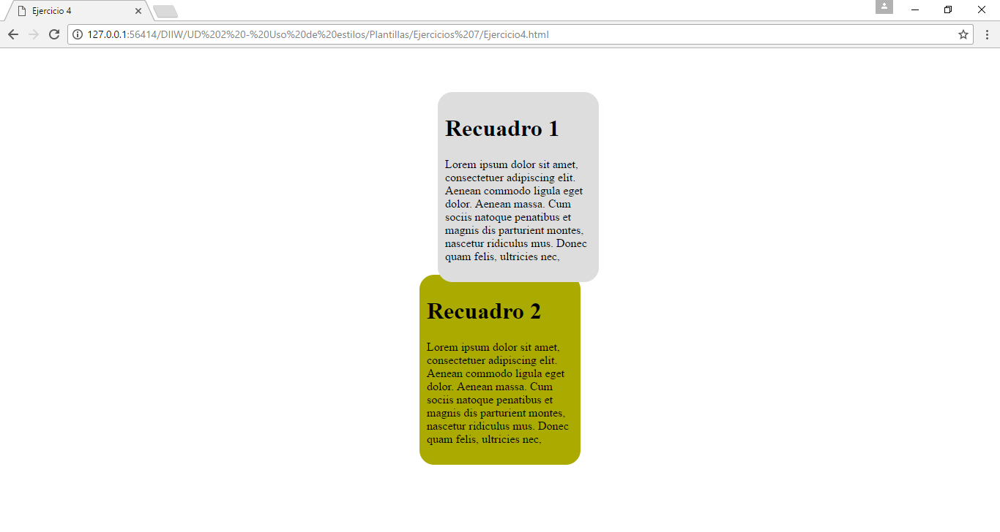 Ejercicio 4
127.0.0.1:56414/DIIW/UD%202%20-%20Uso%20de%20estilos/Plantillas/Ejercicios%207/Ejercicio4.html
Recuadro 1
Lorem ipsum dolor sit amet,
consectetuer adipiscing elit.
Aenean commodo ligula eget
dolor. Aenean massa. Cum
sociis natoque penatibus et
magnis dis parturient montes,
nascetur ridiculus mus. Donec
quam felis, ultricies nec,
Recuadro 2
Lorem ipsum dolor sit amet,
consectetuer adipiscing elit.
Aenean commodo ligula eget
dolor. Aenean massa. Cum
sociis natoque penatibus et
magnis dis parturient montes,
nascetur ridiculus mus. Donec
quam felis, ultricies nec,